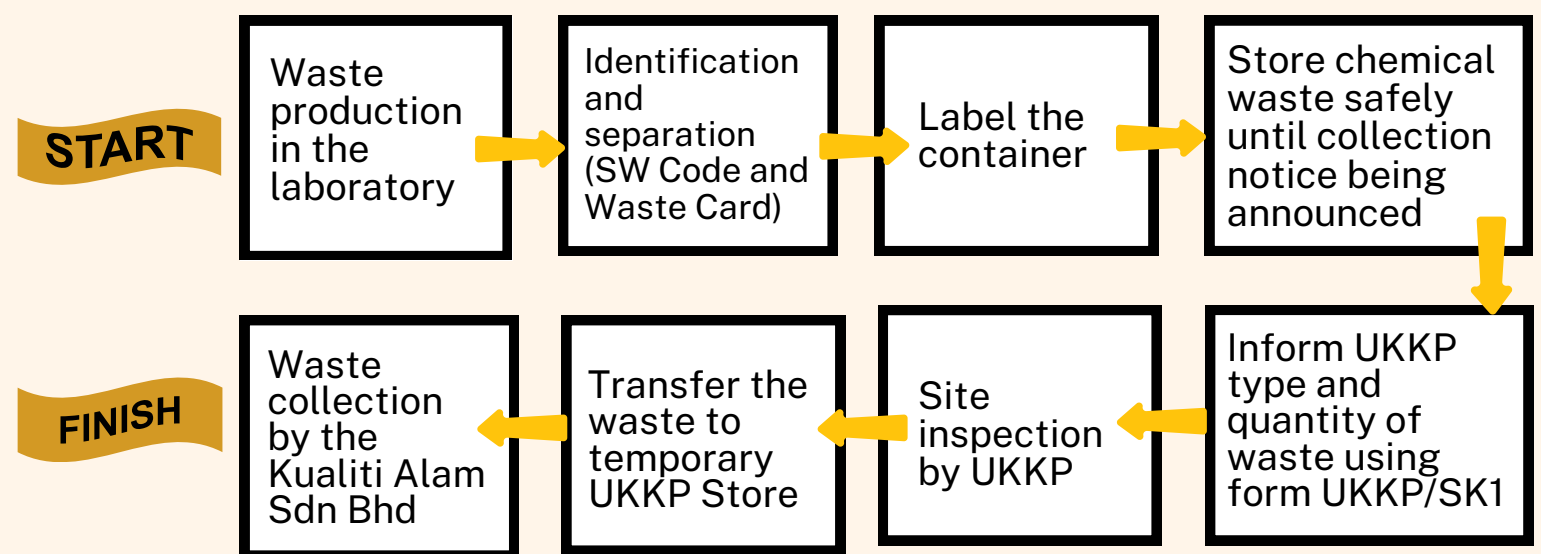 START
Waste
production
in the
laboratory
Identification
and
separation
(SW Code and
Waste Card)
Label the
container
Store chemical
waste safely
until collection
notice being
announced
Inform UKKP
type and
quantity of
waste using
form UKKP/SK1
Site
inspection
by UKKP
Transfer the
waste to
temporary
UKKP Store
Waste
collection
by the
Kualiti Alam
Sdn Bhd
FINISH